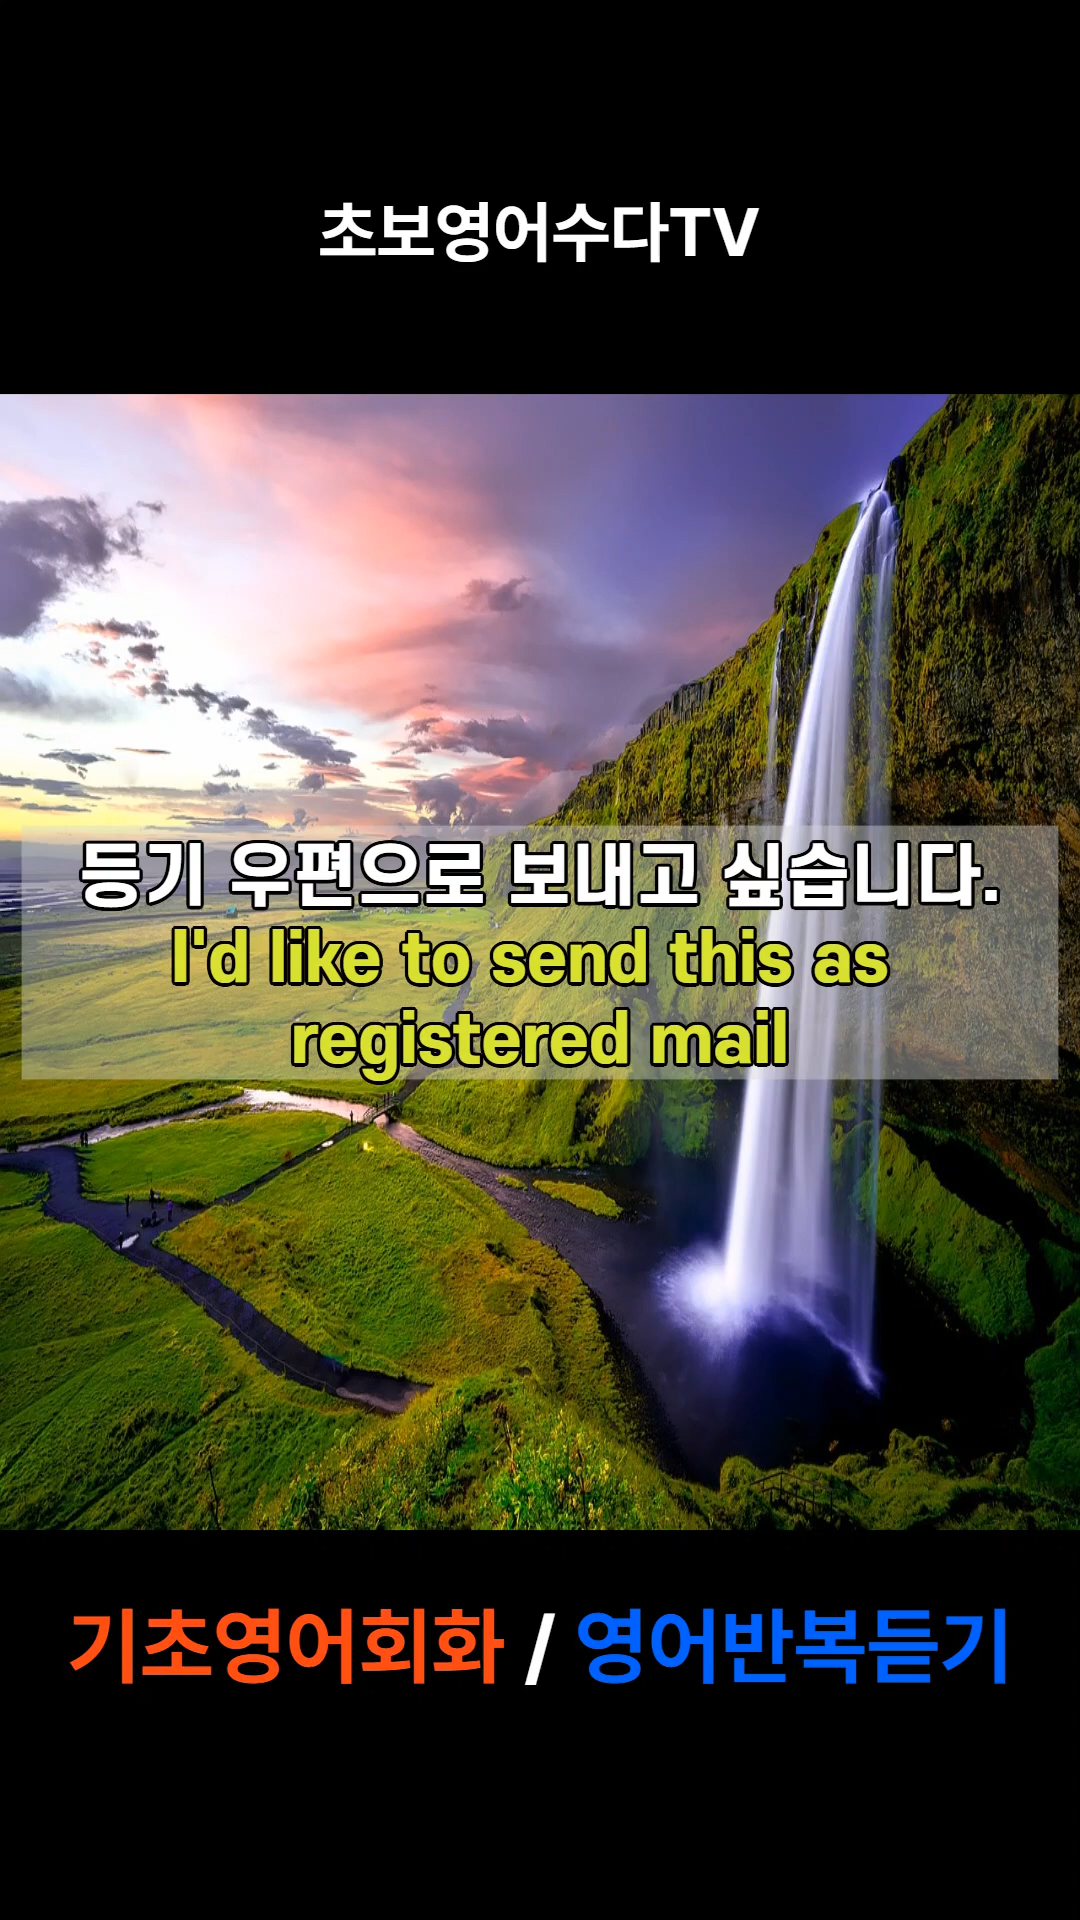 초보영어수다TV
등기 우편으로 보내고 싶습니다.
I'd like to send this as
registered mail
기초영어회화 / 영어반복듣기